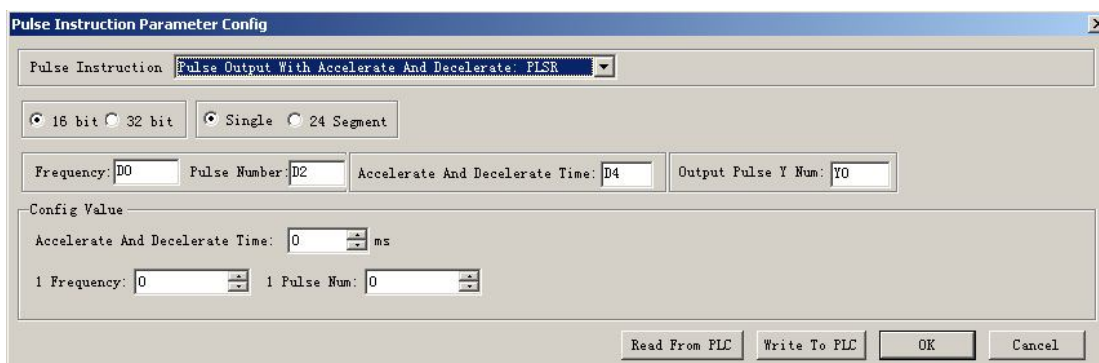 Pulse Instruction Parameter Config
Pulse Instruction Pulse Output With Accelerate And Decelerate: PLSR
16 bit 32 bit Single 24 Segment
Frequency: D0 Pulse Number: D2 Accelerate And Decelerate Time: D4 Output Pulse Y Num: Y0
Config Value
Accelerate And Decelerate Time: 0 ms
1 Frequency: 0 1 Pulse Num: 0
Read From PLC Write To PLC OK Cancel